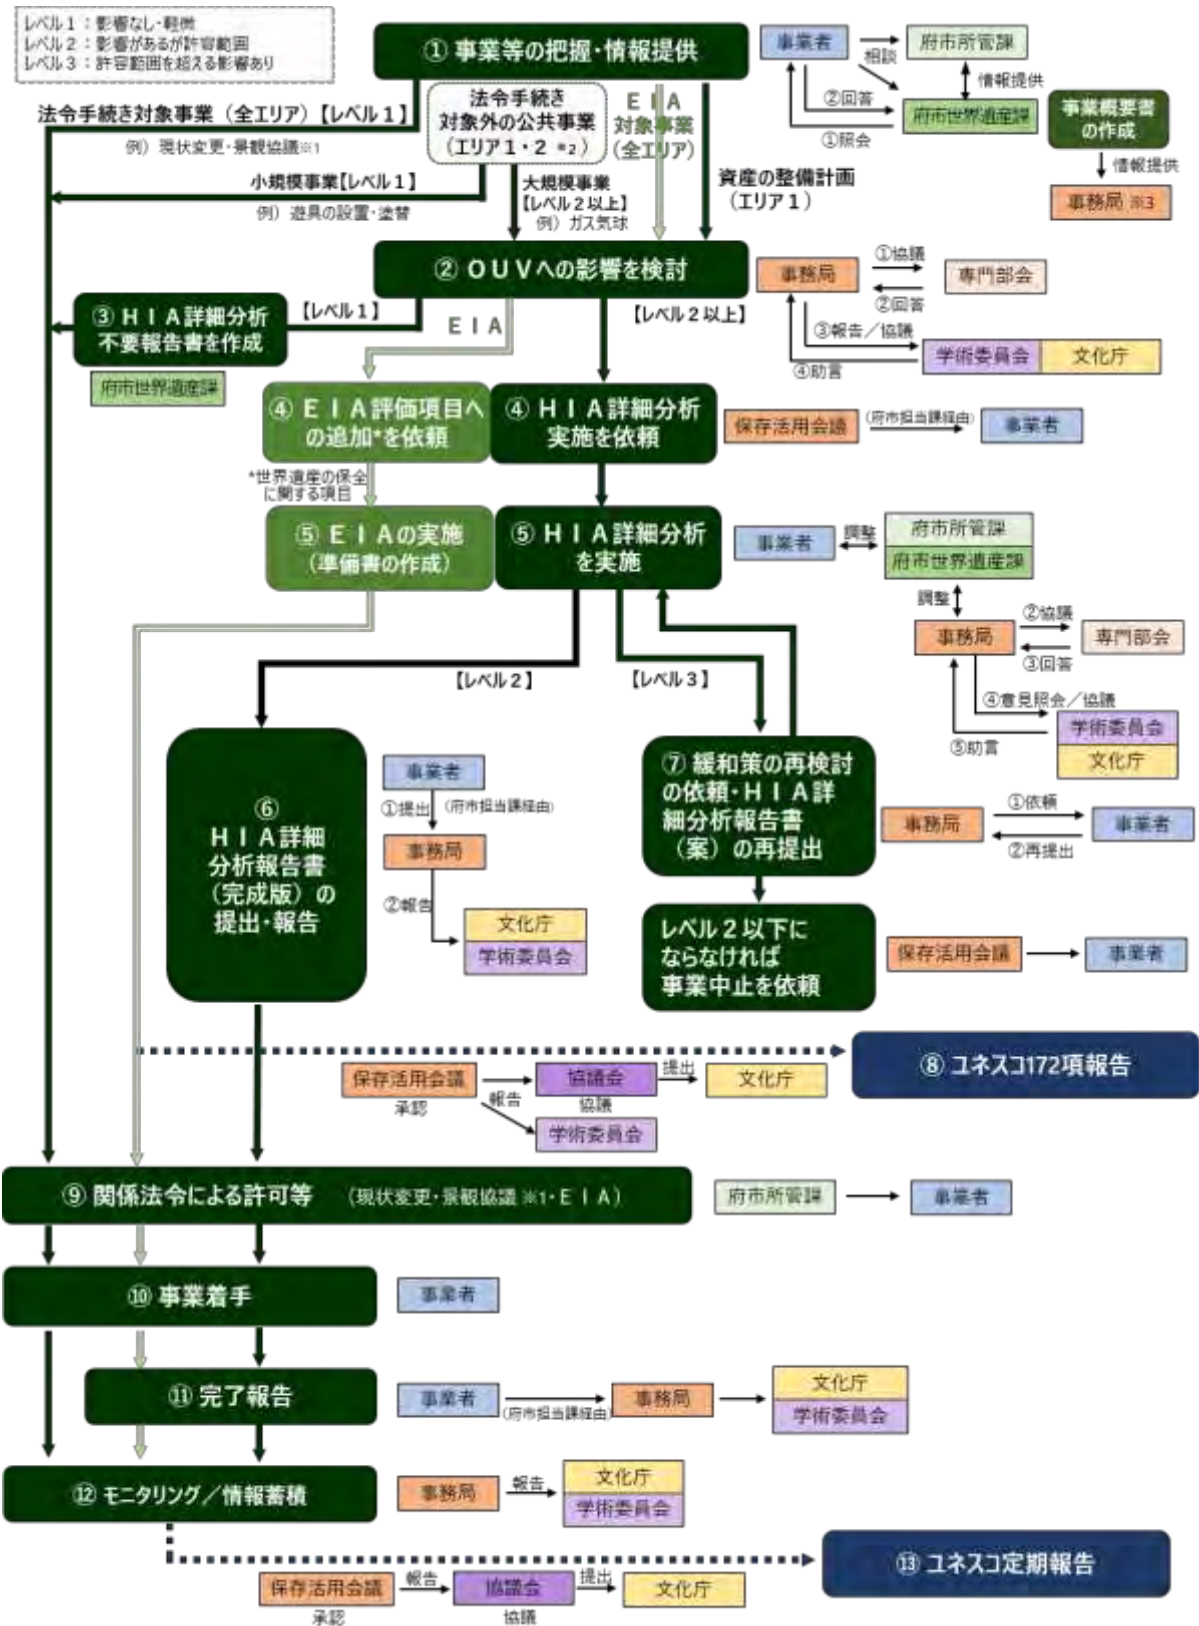 レベル1：影響なし・軽微
レベル2：影響があるが許容範囲
レベル3：許容範囲を超える影響あり
① 事業等の把握・情報提供
事業者
府市所管課
相談
情報提供
②回答
府市世界遺産課
①照会
事業概要書
の作成
情報提供
事務局 ※3
法令手続き対象事業（全エリア）【レベル1】
例）現状変更・景観協議※1
法令手続き
対象外の公共事業
（エリア1・2 ※2）
ＥＩＡ
対象事業
（全エリア）
小規模事業【レベル1】
例）遊具の設置・塗替
大規模事業
【レベル2以上】
例）ガス気球
資産の整備計画
（エリア1）
② ＯＵＶへの影響を検討
事務局
①協議
専門部会
②回答
③報告／協議
学術委員会
文化庁
④助言
【レベル1】
ＥＩＡ
【レベル2以上】
③ ＨＩＡ詳細分析
不要報告書を作成
府市世界遺産課
④ ＥＩＡ評価項目へ
の追加*を依頼
④ ＨＩＡ詳細分析
実施を依頼
保存活用会議
（府市担当課経由）
事業者
*世界遺産の保全
に関する項目
⑤ ＥＩＡの実施
（準備書の作成）
⑤ ＨＩＡ詳細分析
を実施
事業者
調整
府市所管課
府市世界遺産課
調整
事務局
②協議
専門部会
③回答
④意見照会／協議
学術委員会
文化庁
⑤助言
【レベル2】
【レベル3】
⑥
ＨＩＡ詳細
分析報告書
（完成版）の
提出・報告
事業者
①提出
（府市担当課経由）
事務局
②報告
文化庁
学術委員会
⑦ 緩和策の再検討
の依頼・ＨＩＡ詳
細分析報告書
（案）の再提出
事務局
①依頼
事業者
②再提出
レベル2以下に
ならなければ
事業中止を依頼
保存活用会議
事業者
⑧ ユネスコ172項報告
保存活用会議
承認
報告
協議会
協議
提出
文化庁
学術委員会
⑨ 関係法令による許可等　（現状変更・景観協議 ※1・ＥＩＡ）
府市所管課
事業者
⑩ 事業着手
事業者
⑪ 完了報告
事業者
（府市担当課経由）
事務局
文化庁
学術委員会
⑫ モニタリング／情報蓄積
事務局
報告
文化庁
学術委員会
⑬ ユネスコ定期報告
保存活用会議
承認
報告
協議会
協議
提出
文化庁